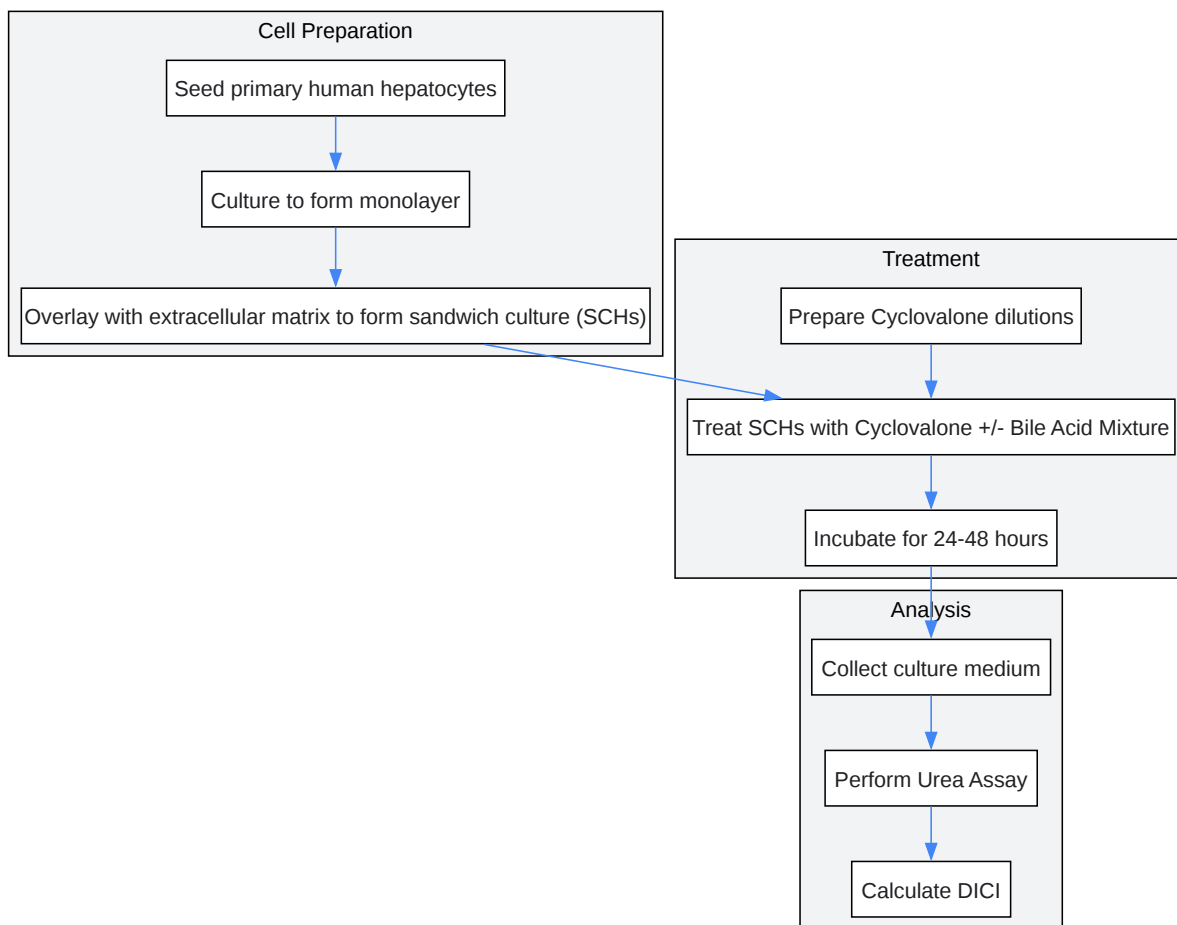 Cell Preparation
Seed primary human hepatocytes
Culture to form monolayer
Overlay with extracellular matrix to form sandwich culture (SCHs)
Treatment
Prepare Cyclovalone dilutions
Treat SCHs with Cyclovalone +/- Bile Acid Mixture
Incubate for 24-48 hours
Analysis
Collect culture medium
Perform Urea Assay
Calculate DICI